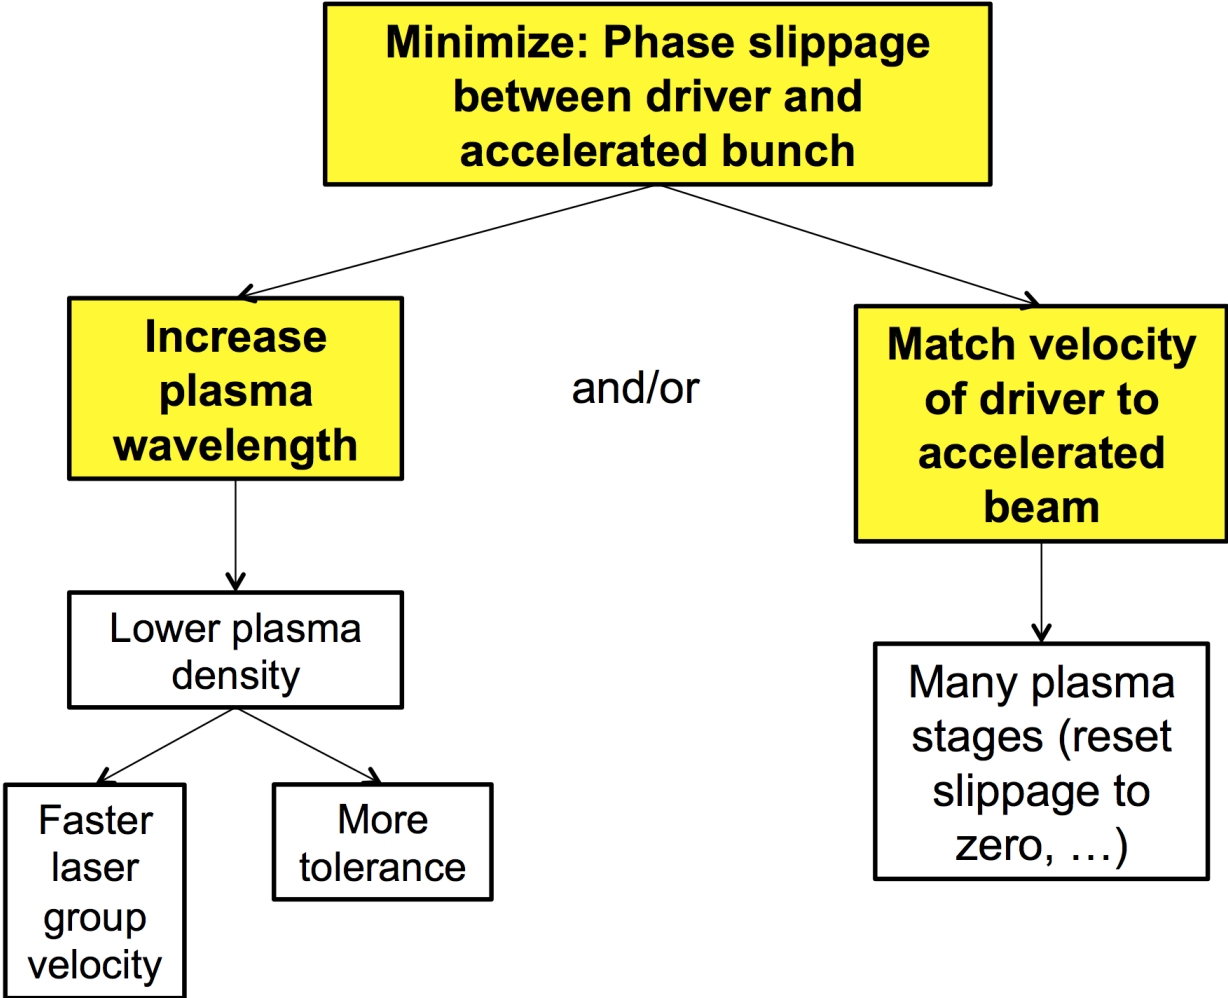 Minimize: Phase slippage
between driver and
accelerated bunch
Increase
plasma
wavelength
and/or
Match velocity
of driver to
accelerated
beam
Lower plasma
density
Many plasma
stages (reset
slippage to
zero, …)
Faster
laser
group
velocity
More
tolerance